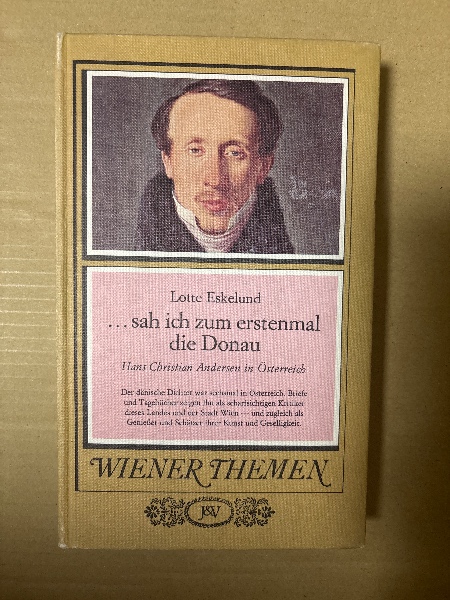 Lotte Eskelund
... sah ich zum erstenmal
die Donau
Hans Christian Andersen in Österreich
Der dänische Dichter war sechsmal in Österreich. Briefe
und Tagebücher zeigen ihn als scharfsichtigen Kritiker
dieses Landes und der Stadt Wien — und zugleich als
Genießer und Schätzer ihrer Kunst und Geselligkeit.
WIENER THEMEN
J&V